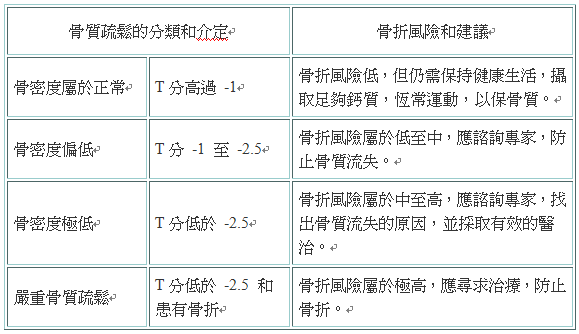 骨質疏鬆的分類和介定
骨折風險和建議
骨密度屬於正常
T 分高過 -1
骨折風險低，但仍需保持健康生活，攝
取足夠鈣質，恆常運動，以保骨質。
骨密度偏低
T 分 -1 至 -2.5
骨折風險屬於低至中，應諮詢專家，防
止骨質流失。
骨密度極低
T 分低於 -2.5
骨折風險屬於中至高，應諮詢專家，找
出骨質流失的原因，並採取有效的醫
治。
嚴重骨質疏鬆
T 分低於 -2.5 和
患有骨折
骨折風險屬於極高，應尋求治療，防止
骨折。